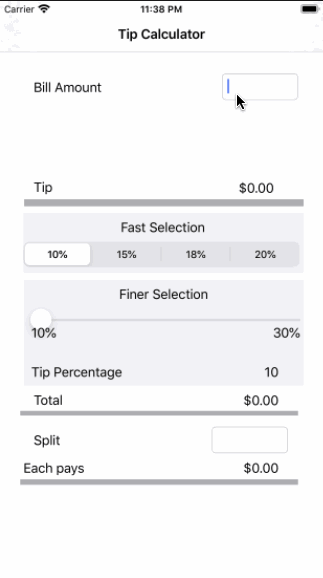 Carrier 11:38 PM
Tip Calculator
Bill Amount
Tip $0.00
Fast Selection
10% 15% 18% 20%
Finer Selection
10% 30%
Tip Percentage 10
Total $0.00
Split
Each pays $0.00